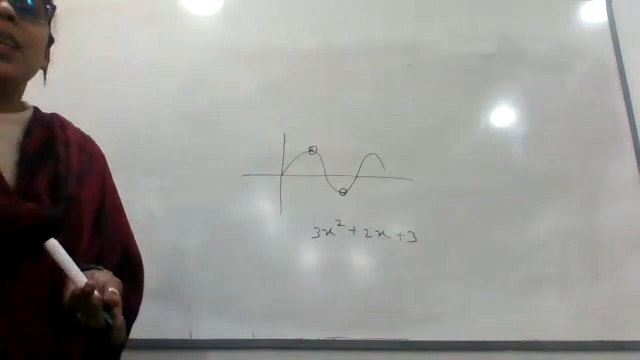 3x² + 2x + 3